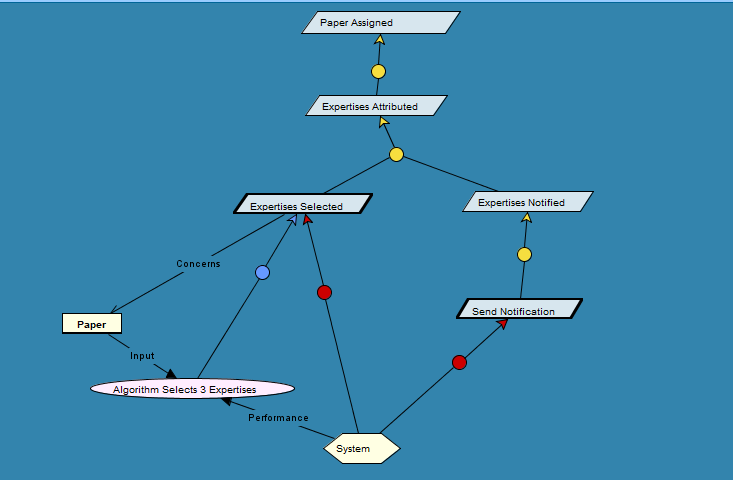 Paper Assigned
Expertises Attributed
Expertises Selected
Expertises Notified
Concerns
Send Notification
Paper
Input
Algorithm Selects 3 Expertises
Performance
System